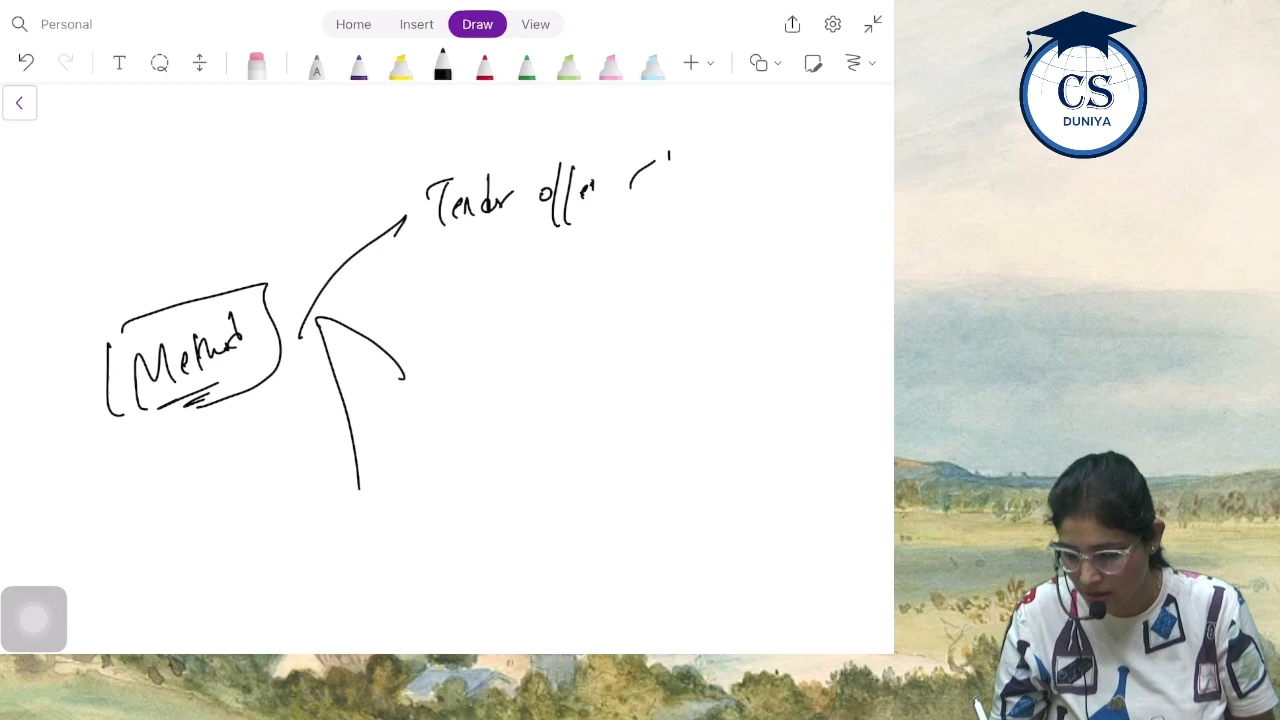 Personal
Home Insert Draw View
T
A
CS
DUNIYA
Tender offer
Method